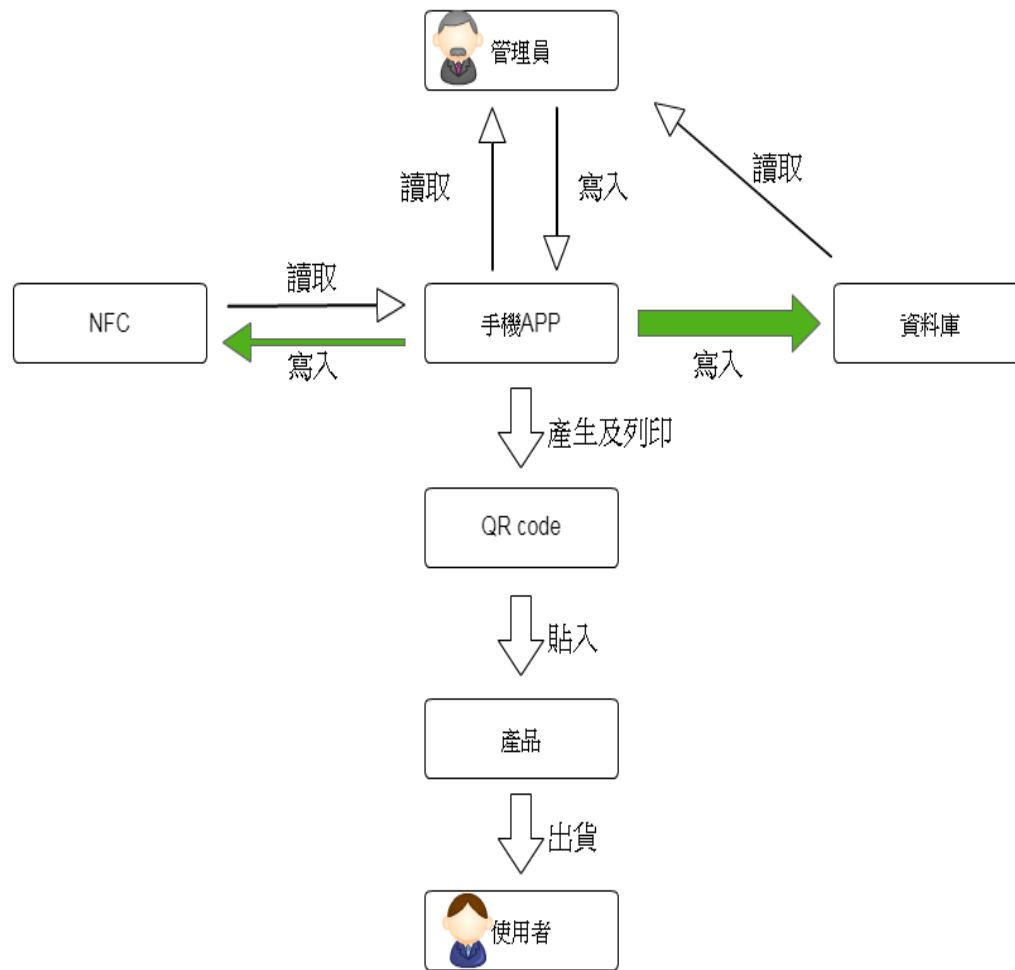 管理員
讀取
寫入
讀取
讀取
NFC
手機APP
資料庫
寫入
寫入
產生及列印
QR code
貼入
產品
出貨
使用者